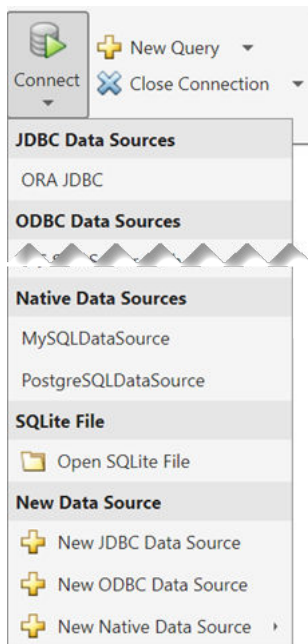 Connect
New Query
Close Connection
JDBC Data Sources
ORA JDBC
ODBC Data Sources
Native Data Sources
MySQLDataSource
PostgreSQLDataSource
SQLite File
Open SQLite File
New Data Source
New JDBC Data Source
New ODBC Data Source
New Native Data Source